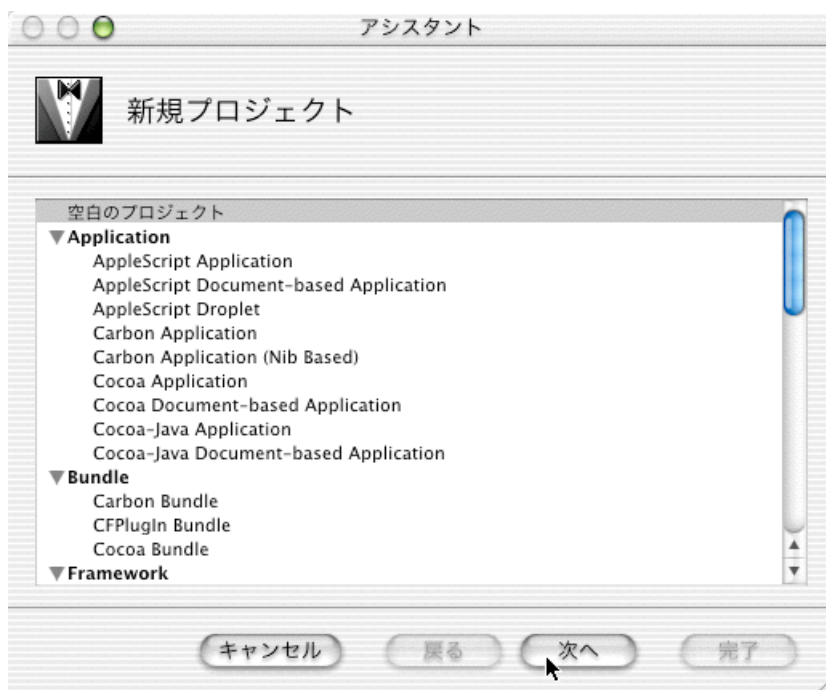 アシスタント
新規プロジェクト
空白のプロジェクト
Application
AppleScript Application
AppleScript Document-based Application
AppleScript Droplet
Carbon Application
Carbon Application (Nib Based)
Cocoa Application
Cocoa Document-based Application
Cocoa-Java Application
Cocoa-Java Document-based Application
Bundle
Carbon Bundle
CFPlugIn Bundle
Cocoa Bundle
Framework
キャンセル 戻る 次へ 完了